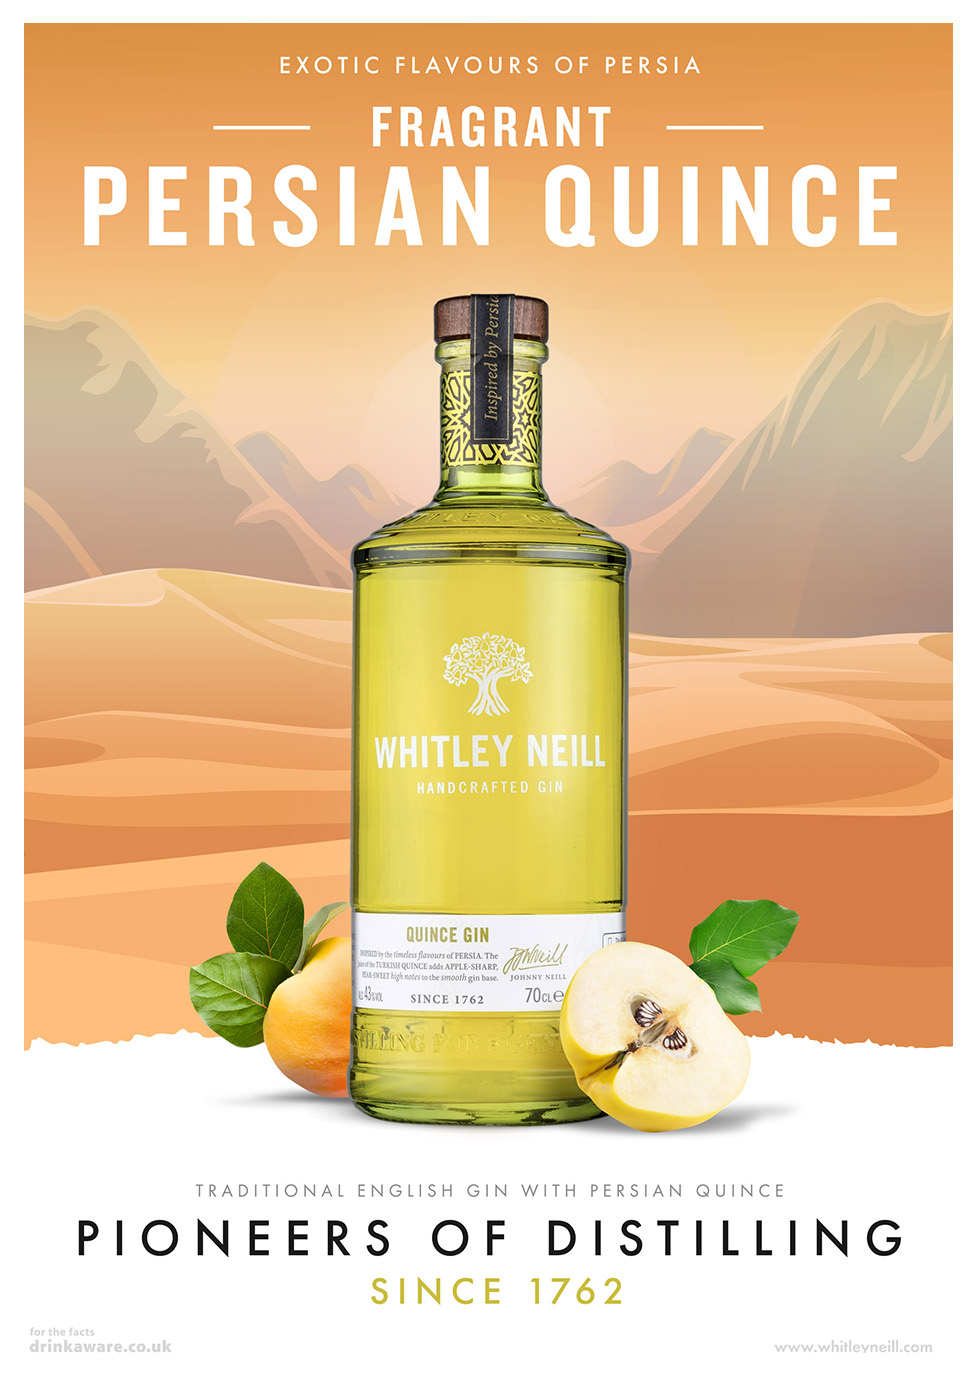 EXOTIC FLAVOURS OF PERSIA
FRAGRANT
PERSIAN QUINCE
Inspired by Persia
WHITLEY NEILL
HANDCRAFTED GIN
QUINCE GIN
INSPIRED by the timeless flavours of PERSIA. The
of the TURKISH QUINCE adds APPLE-SHARP,
PEAR-SWEET high notes to the smooth gin base.
JWNeill
JOHNNY NEILL
ALC 43%VOL
SINCE 1762
70CLe
TRADITIONAL ENGLISH GIN WITH PERSIAN QUINCE
PIONEERS OF DISTILLING
SINCE 1762
for the facts
drinkaware.co.uk
www.whitleyneill.com